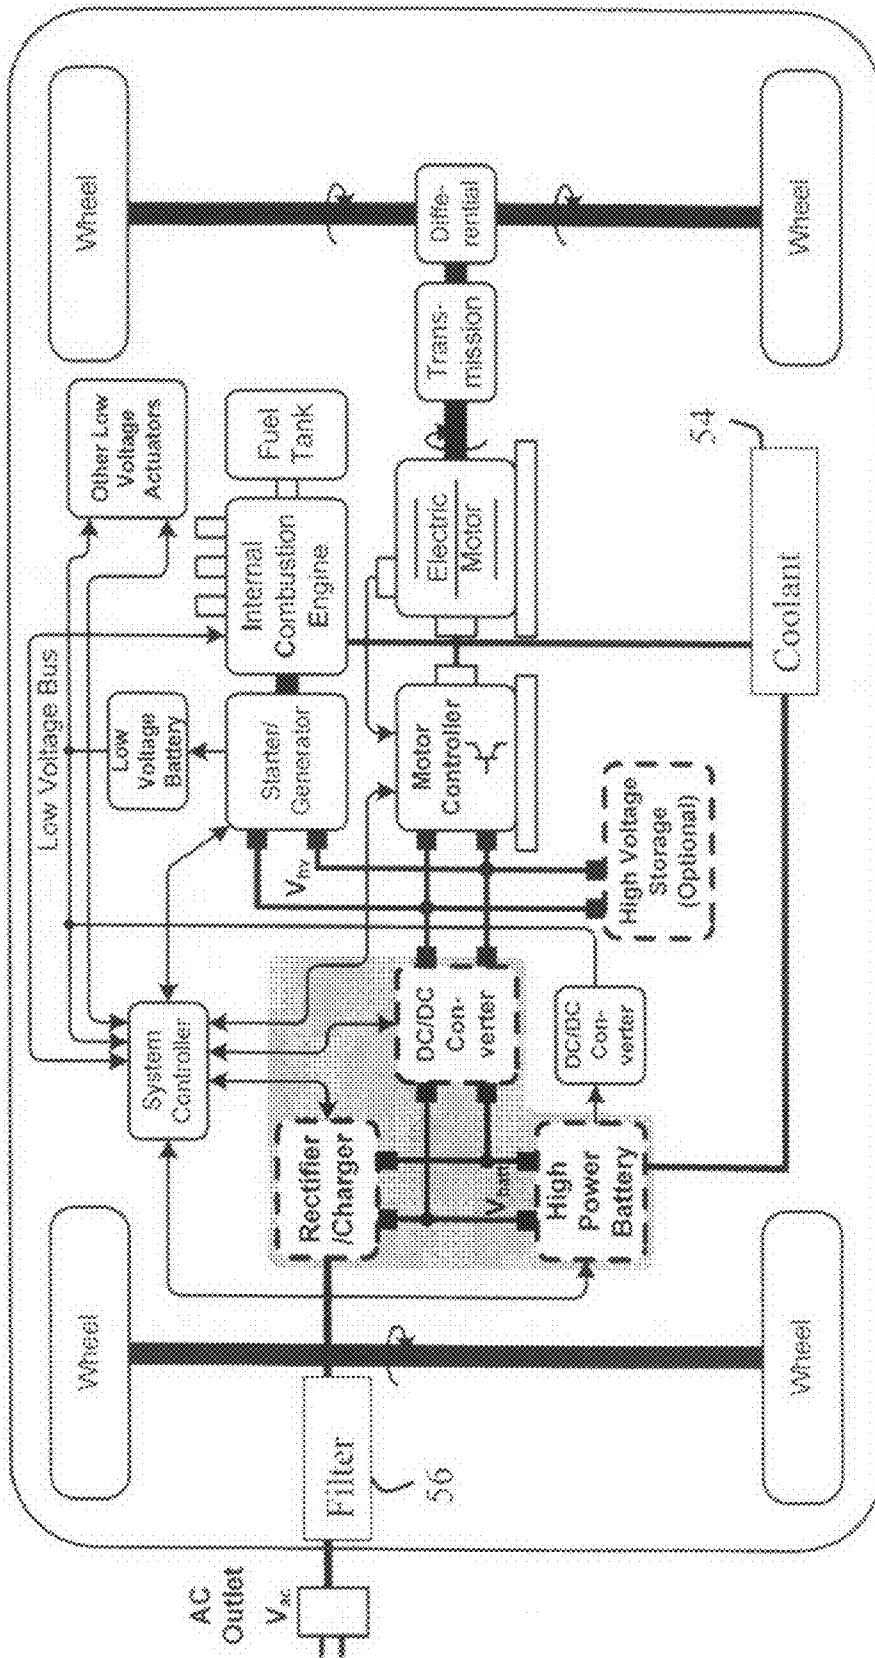 Wheel
Wheel
AC
Outlet
Vac
Filter
56
Rectifier
/Charger
System
Controller
Low Voltage Bus
Low
Voltage
Battery
Other Low
Voltage
Actuators
Starter/
Generator
Internal
Combustion
Engine
Fuel
Tank
Vhv
DC/DC
Con-
verter
Motor
Controller
Electric
Motor
Trans-
mission
Diffe-
rential
Vbatt
High
Power
Battery
DC/DC
Con-
verter
High Voltage
Storage
(Optional)
Coolant
54
Wheel
Wheel